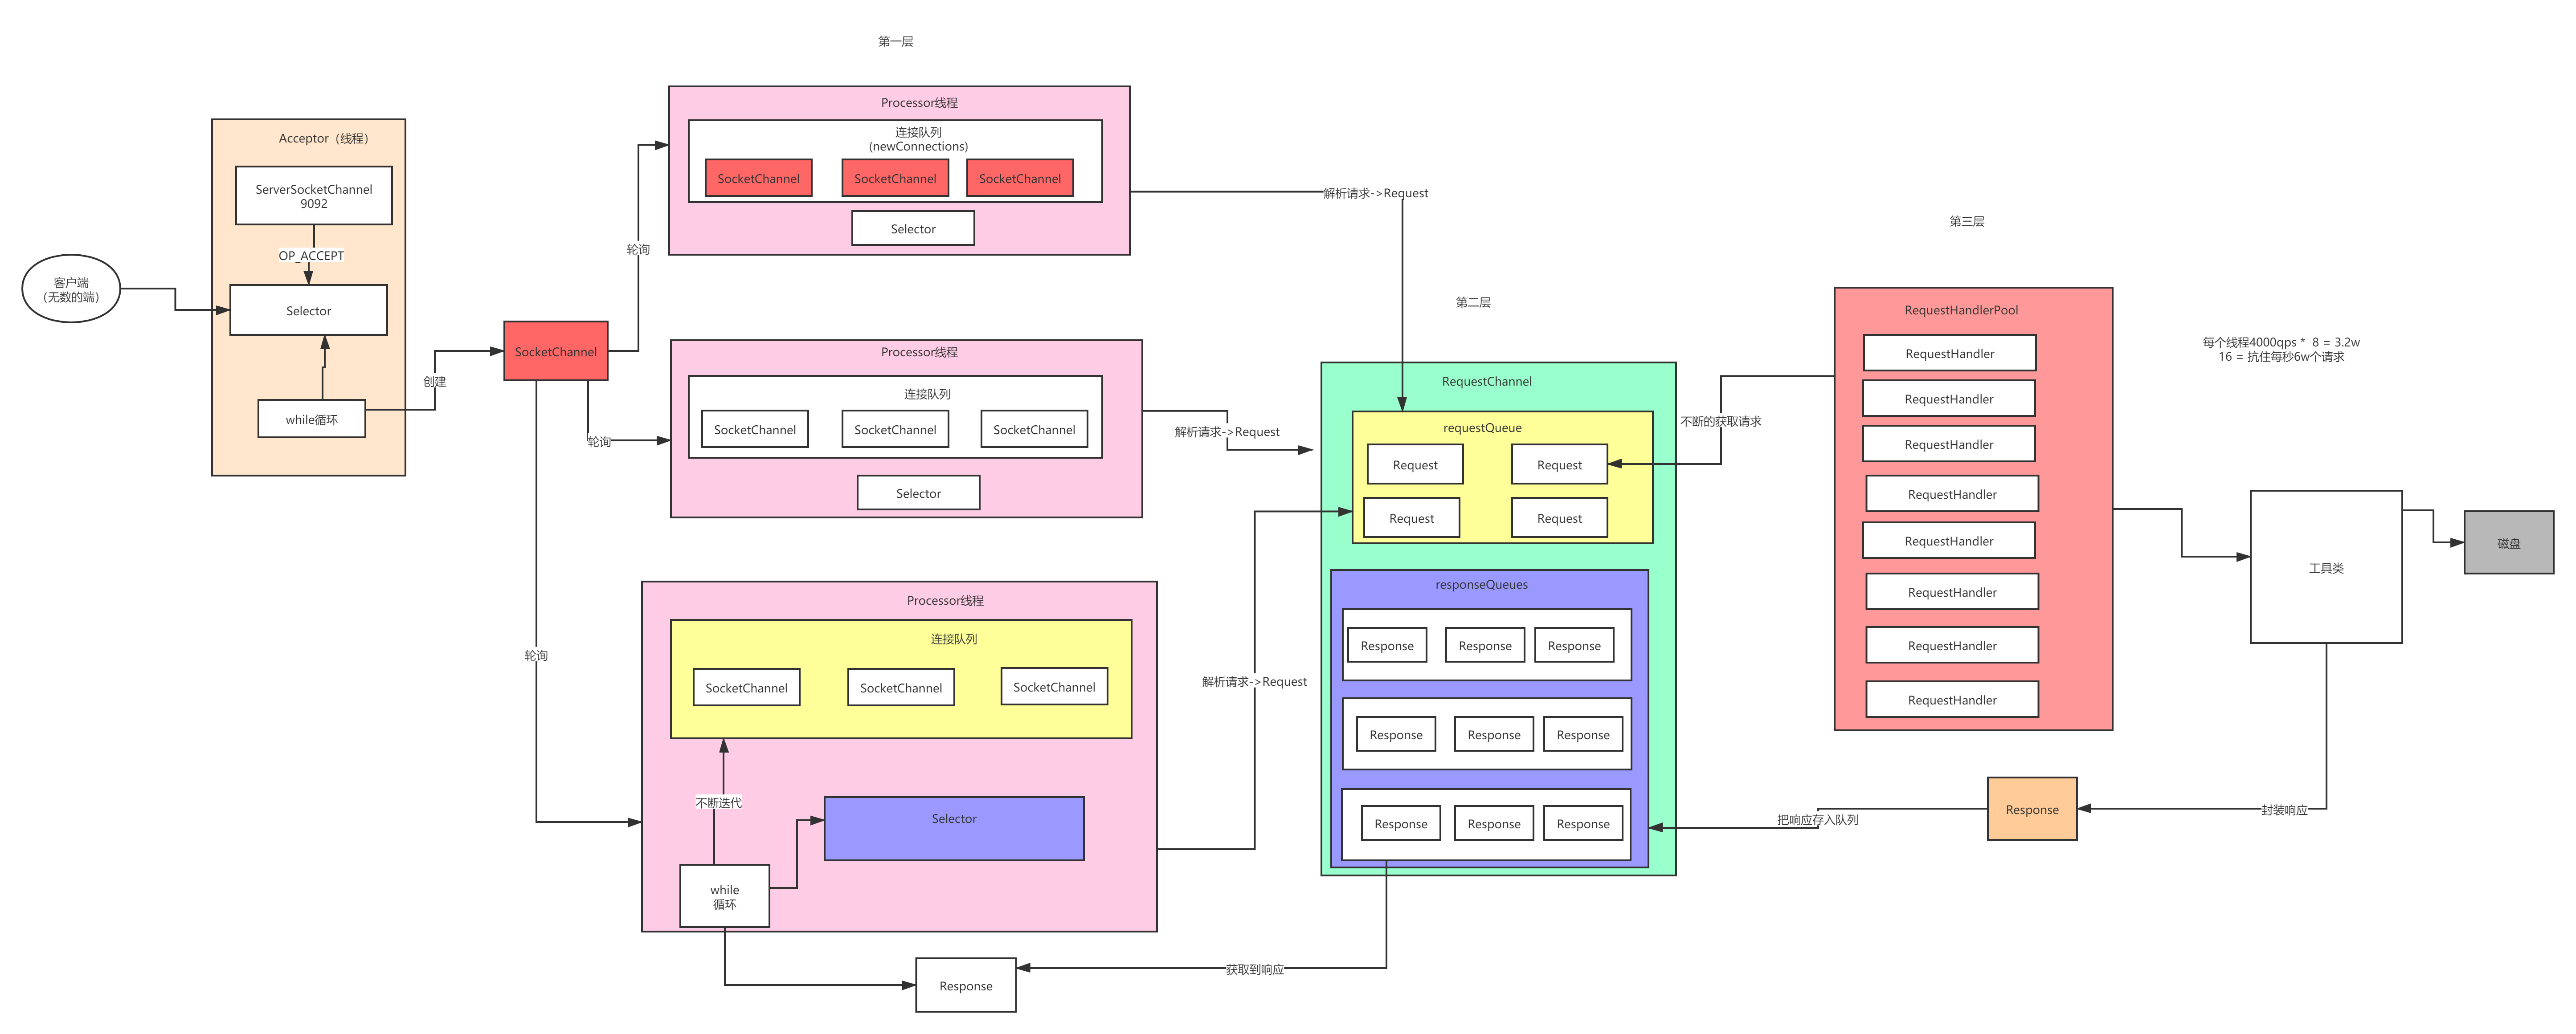 第一层
Processor线程
连接队列
(newConnections)
SocketChannel
SocketChannel
SocketChannel
Selector
Acceptor（线程）
ServerSocketChannel
9092
OP_ACCEPT
Selector
while循环
客户端
（无数的端）
创建
SocketChannel
轮询
轮询
轮询
Processor线程
连接队列
SocketChannel
SocketChannel
SocketChannel
Selector
Processor线程
连接队列
SocketChannel
SocketChannel
SocketChannel
不断迭代
Selector
while
循环
Response
解析请求->Request
解析请求->Request
解析请求->Request
获取到响应
第二层
RequestChannel
requestQueue
Request
Request
Request
Request
responseQueues
Response
Response
Response
Response
Response
Response
Response
Response
Response
第三层
不断的获取请求
RequestHandlerPool
RequestHandler
RequestHandler
RequestHandler
RequestHandler
RequestHandler
RequestHandler
RequestHandler
RequestHandler
每个线程4000qps * 8 = 3.2w
16 = 抗住每秒6w个请求
工具类
磁盘
封装响应
Response
把响应存入队列